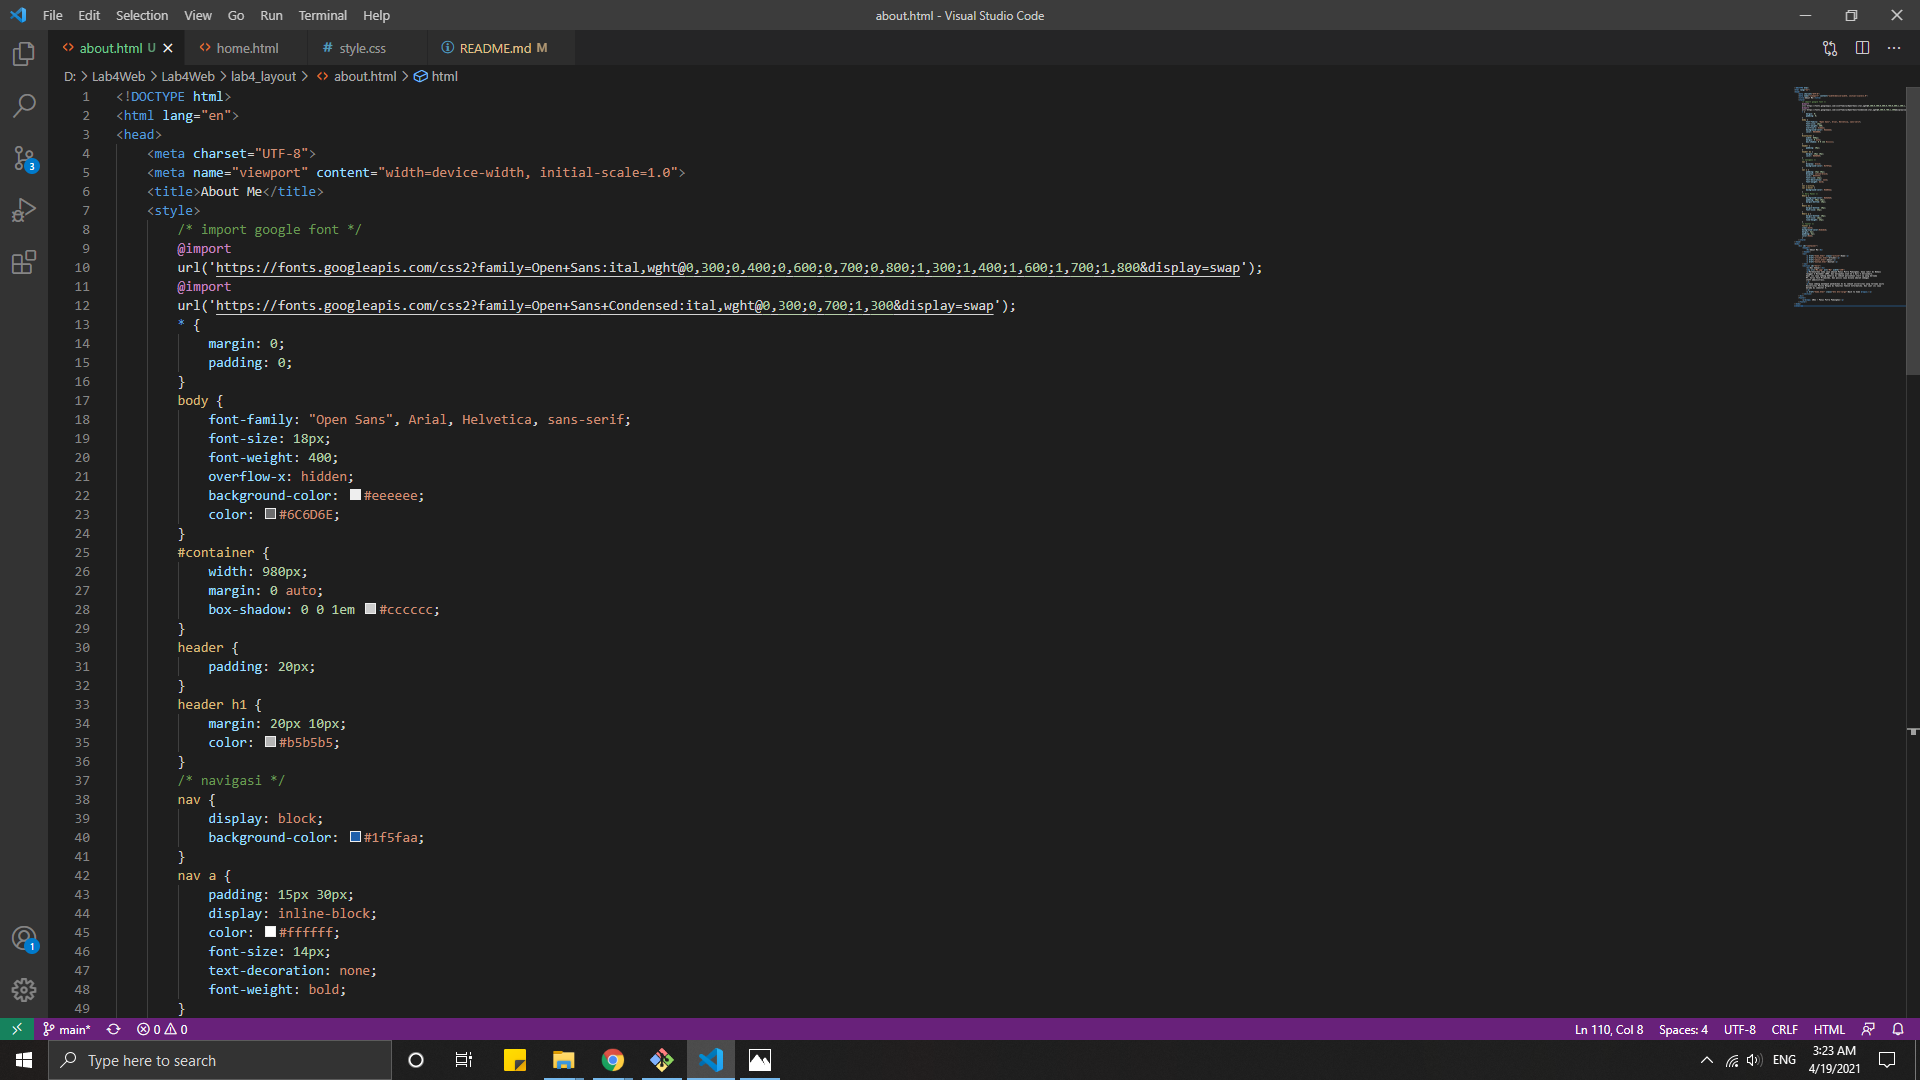 File Edit Selection View Go Run Terminal Help about.html - Visual Studio Code
about.html U home.html # style.css README.md M
D: > Lab4Web > Lab4Web > lab4_layout > about.html > html
1 <!DOCTYPE html>
2 <html lang="en">
3 <head>
4 <meta charset="UTF-8">
5 <meta name="viewport" content="width=device-width, initial-scale=1.0">
6 <title>About Me</title>
7 <style>
8 /* import google font */
9 @import
10 url('https://fonts.googleapis.com/css2?family=Open+Sans:ital,wght@0,300;0,400;0,600;0,700;0,800;1,300;1,400;1,600;1,700;1,800&display=swap');
11 @import
12 url('https://fonts.googleapis.com/css2?family=Open+Sans+Condensed:ital,wght@0,300;0,700;1,300&display=swap');
13 * {
14 margin: 0;
15 padding: 0;
16 }
17 body {
18 font-family: "Open Sans", Arial, Helvetica, sans-serif;
19 font-size: 18px;
20 font-weight: 400;
21 overflow-x: hidden;
22 background-color: #eeeeee;
23 color: #6C6D6E;
24 }
25 #container {
26 width: 980px;
27 margin: 0 auto;
28 box-shadow: 0 0 1em #cccccc;
29 }
30 header {
31 padding: 20px;
32 }
33 header h1 {
34 margin: 20px 10px;
35 color: #b5b5b5;
36 }
37 /* navigasi */
38 nav {
39 display: block;
40 background-color: #1f5faa;
41 }
42 nav a {
43 padding: 15px 30px;
44 display: inline-block;
45 color: #ffffff;
46 font-size: 14px;
47 text-decoration: none;
48 font-weight: bold;
49 }
3
1
main* 0 0 Ln 110, Col 8 Spaces: 4 UTF-8 CRLF HTML
Type here to search ENG 3:23 AM
4/19/2021